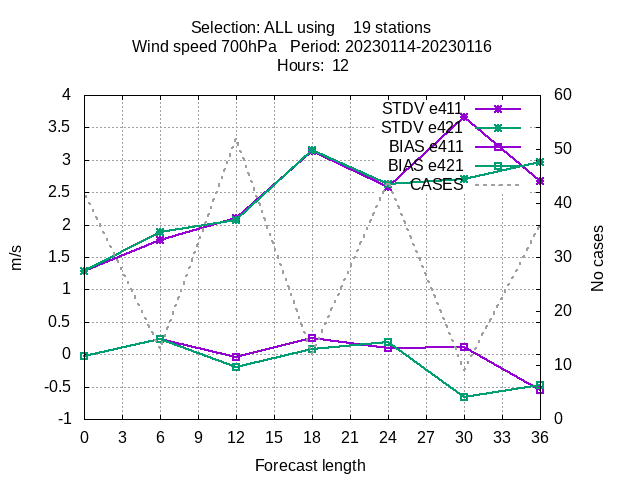 Selection: ALL using    19 stations
Wind speed 700hPa   Period: 20230114-20230116
Hours:  12
4
3.5
3
2.5
2
1.5
1
0.5
0
-0.5
-1
60
50
40
30
20
10
0
STDV e411
STDV e421
BIAS e411
BIAS e421
CASES
m/s
No cases
0 3 6 9 12 15 18 21 24 27 30 33 36
Forecast length